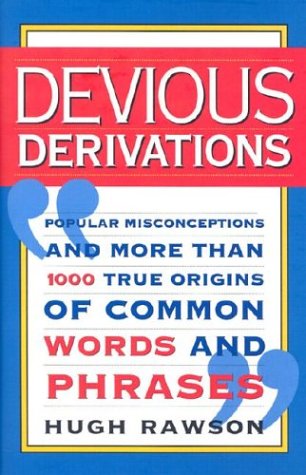 DEVIOUS
DERIVATIONS
“
POPULAR MISCONCEPTIONS
AND MORE THAN
1000 TRUE ORIGINS
OF COMMON
WORDS AND
PHRASES
”
HUGH RAWSON